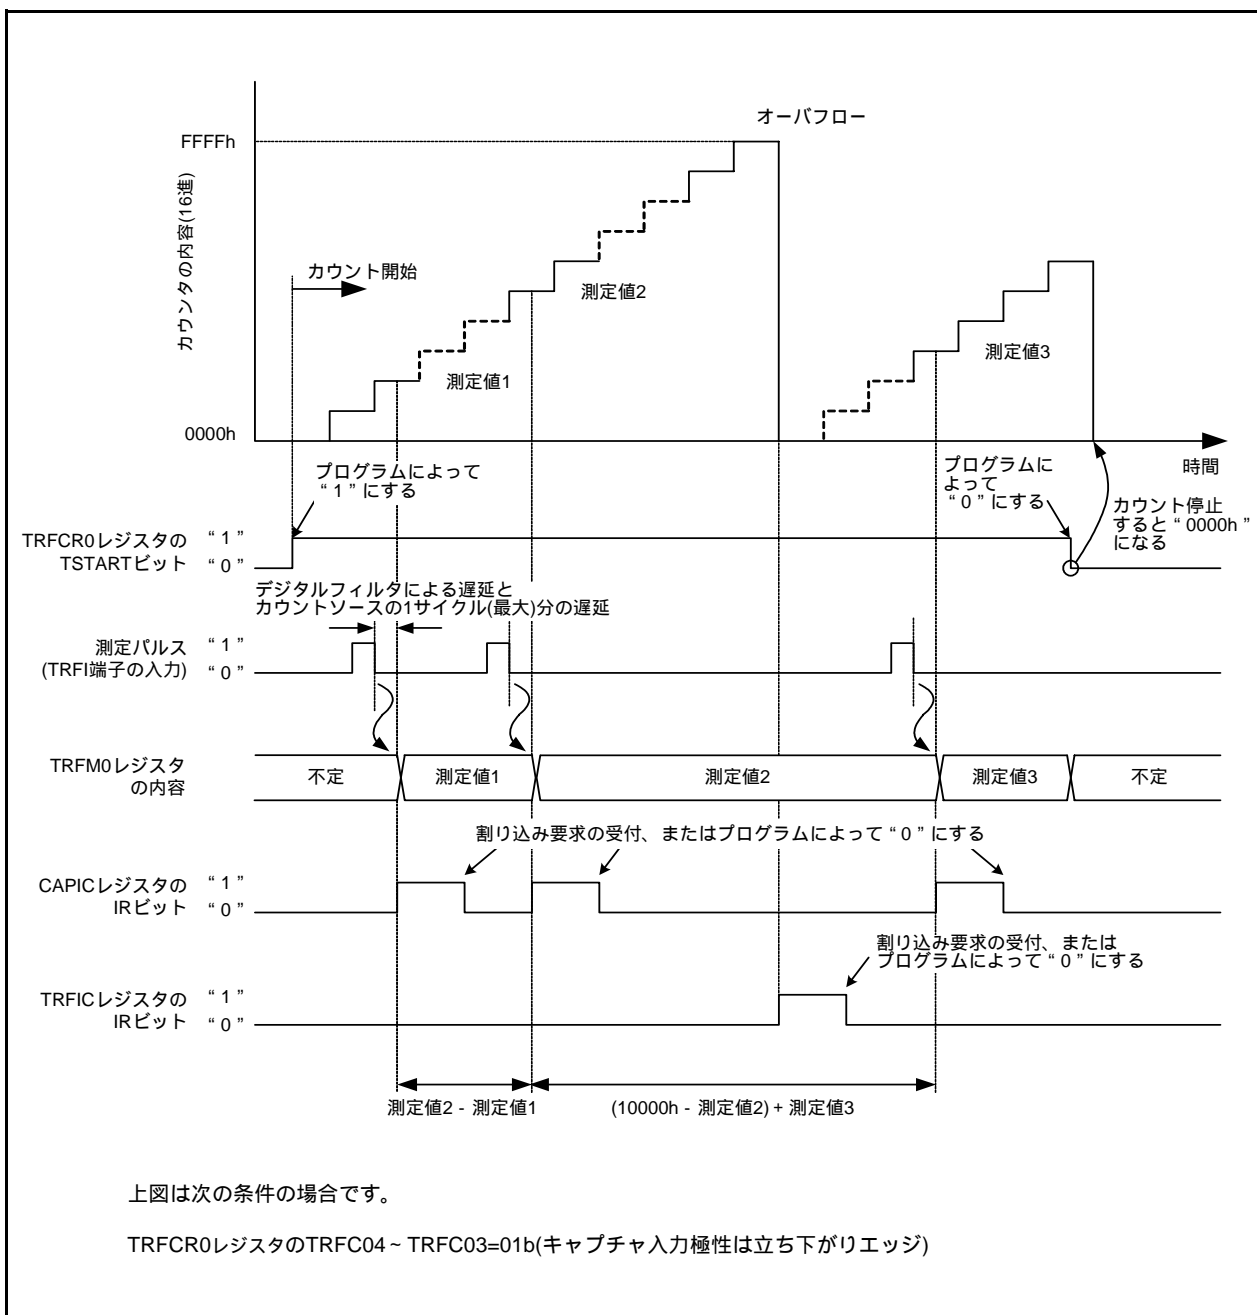 オーバフロー
FFFFh
カウンタの内容(16進)
カウント開始
測定値2
測定値1
測定値3
0000h
時間
プログラムによって
“ 1 ” にする
プログラムに
よって
“ 0 ” にする
カウント停止
すると “ 0000h ”
になる
TRFCR0レジスタの
TSTARTビット
“ 1 ”
“ 0 ”
デジタルフィルタによる遅延と
カウントソースの1サイクル(最大)分の遅延
測定パルス
(TRFI端子の入力)
“ 1 ”
“ 0 ”
TRFM0レジスタ
の内容
不定
測定値1
測定値2
測定値3
不定
割り込み要求の受付、またはプログラムによって “ 0 ” にする
CAPICレジスタの
IRビット
“ 1 ”
“ 0 ”
割り込み要求の受付、または
プログラムによって “ 0 ” にする
TRFICレジスタの
IRビット
“ 1 ”
“ 0 ”
測定値2 - 測定値1
(10000h - 測定値2) + 測定値3
上図は次の条件の場合です。
TRFCR0レジスタのTRFC04 ~ TRFC03=01b(キャプチャ入力極性は立ち下がりエッジ)